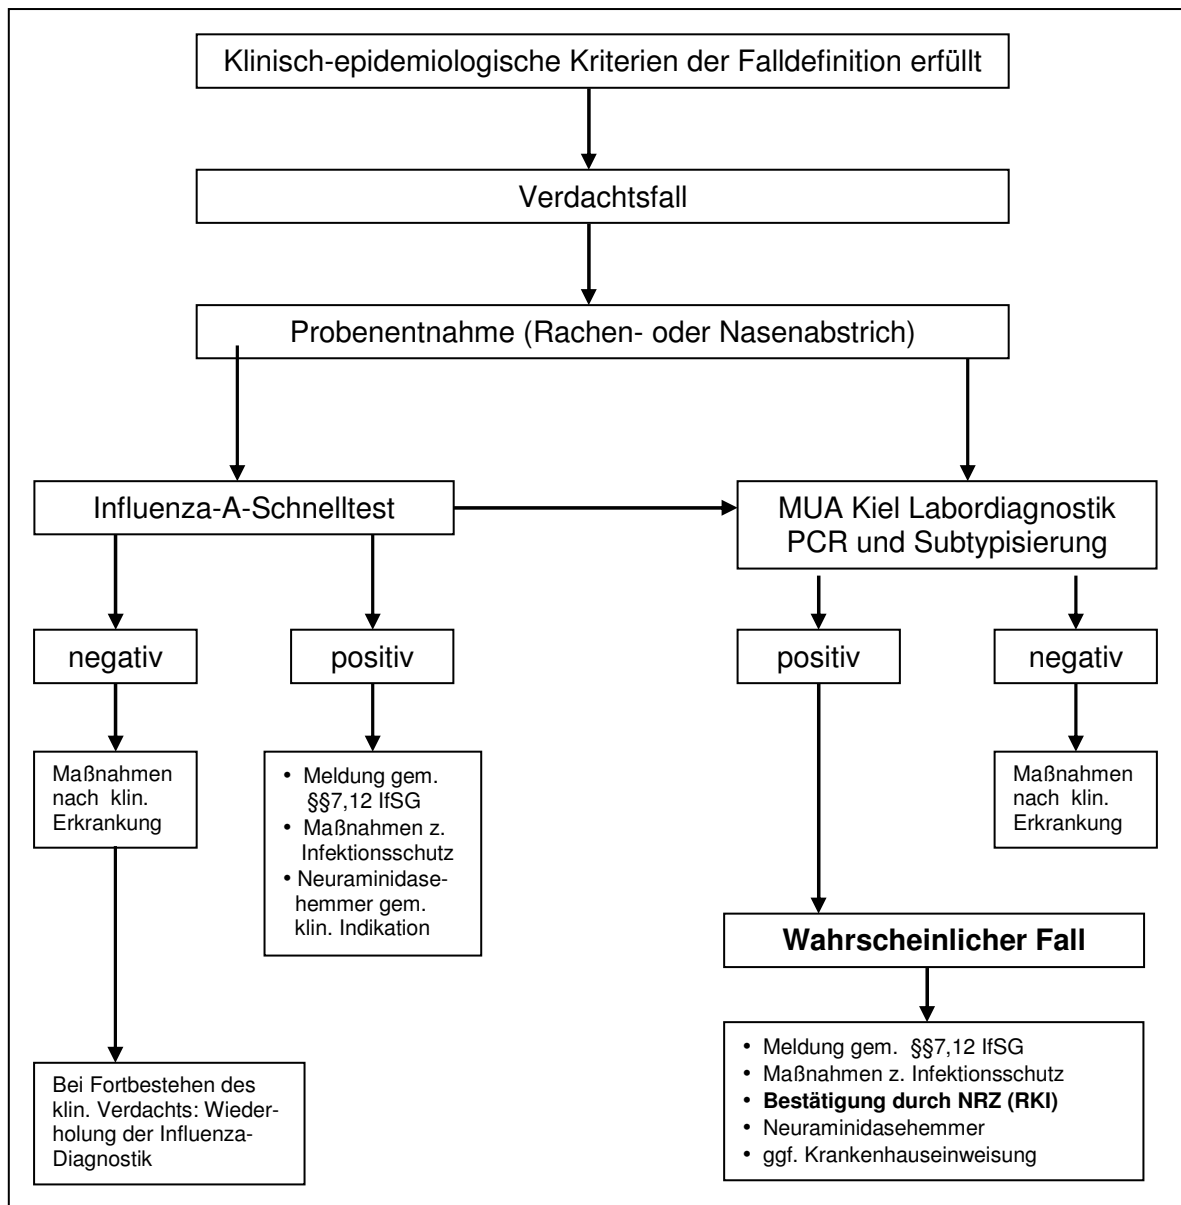 Klinisch-epidemiologische Kriterien der Falldefinition erfüllt
Verdachtsfall
Probenentnahme (Rachen- oder Nasenabstrich)
Influenza-A-Schnelltest
MUA Kiel Labordiagnostik
PCR und Subtypisierung
negativ
positiv
positiv
negativ
Maßnahmen
nach klin.
Erkrankung
• Meldung gem.
§§7,12 IfSG
• Maßnahmen z.
Infektionsschutz
• Neuraminidase-
hemmer gem.
klin. Indikation
Maßnahmen
nach klin.
Erkrankung
Wahrscheinlicher Fall
Bei Fortbestehen des
klin. Verdachts: Wieder-
holung der Influenza-
Diagnostik
• Meldung gem. §§7,12 IfSG
• Maßnahmen z. Infektionsschutz
• Bestätigung durch NRZ (RKI)
• Neuraminidasehemmer
• ggf. Krankenhauseinweisung